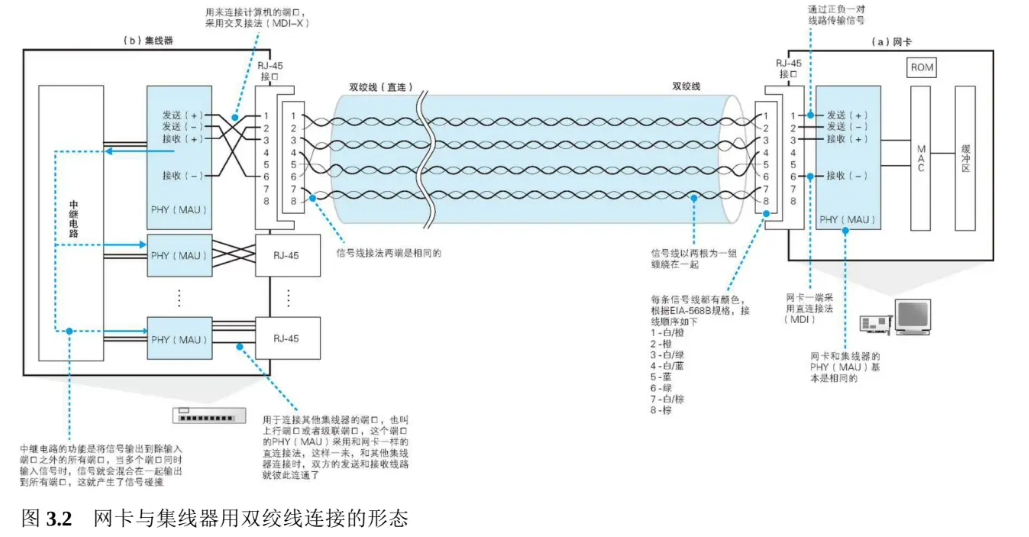 用来连接计算机的端口，
采用交叉接法（MDI-X）
（b）集线器
RJ-45
接口
双绞线（直连）
双绞线
通过正负一对
线路传输信号
（a）网卡
RJ-45
接口
ROM
发送（+）
发送（-）
接收（+）
接收（-）
PHY（MAU）
1
2
3
4
5
6
7
8
1
2
3
4
5
6
7
8
1
2
3
4
5
6
7
8
1
2
3
4
5
6
7
8
发送（+）
发送（-）
接收（+）
接收（-）
PHY（MAU）
MAC
缓冲区
中继电路
PHY（MAU）
RJ-45
PHY（MAU）
RJ-45
信号线接法两端是相同的
信号线以两根为一组
缠绕在一起
每条信号线都有颜色，
根据EIA-568B规格，接
线顺序如下
1-白/橙
2-橙
3-白/绿
4-白/蓝
5-蓝
6-绿
7-白/棕
8-棕
网卡一端采
用直连接法
（MDI）
网卡和集线器的
PHY（MAU）基
本是相同的
中继电路的功能是将信号输出到除输入
端口之外的所有端口，当多个端口同时
输入信号时，信号就会混合在一起输出
到所有端口，这就产生了信号碰撞
用于连接其他集线器的端口，也叫
上行端口或者级联端口，这个端口
的PHY（MAU）采用和网卡一样的
直连接法，这样一来，和其他集线
器连接时，双方的发送和接收线路
就彼此连通了
图 3.2 网卡与集线器用双绞线连接的形态